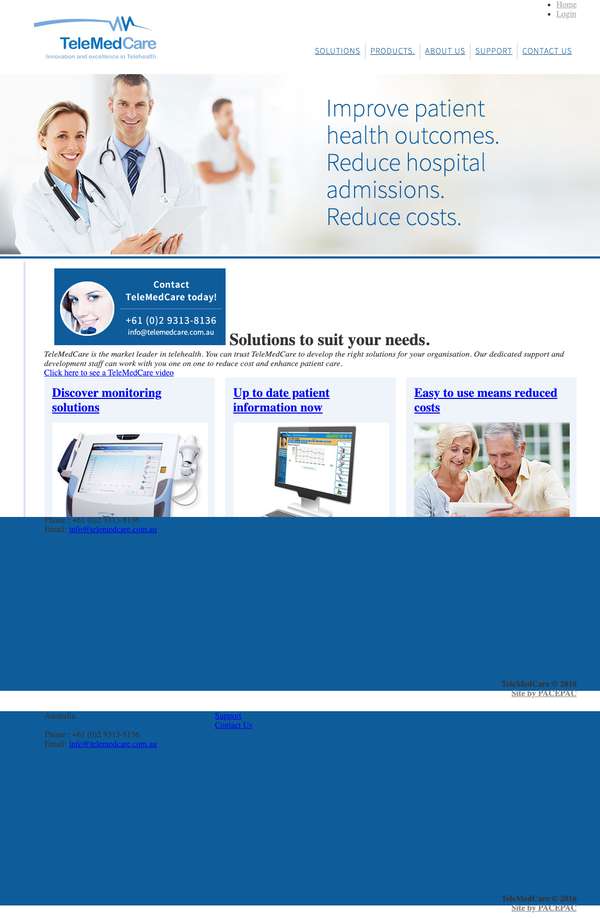 Home
Login
TeleMedCare
Innovation and excellence in Telehealth
SOLUTIONS PRODUCTS. ABOUT US SUPPORT CONTACT US
Improve patient
health outcomes.
Reduce hospital
admissions.
Reduce costs.
Contact
TeleMedCare today!
+61 (0)2 9313-8136
info@telemedcare.com.au
Solutions to suit your needs.
TeleMedCare is the market leader in telehealth. You can trust TeleMedCare to develop the right solutions for your organisation. Our dedicated support and
development staff can work with you one on one to reduce cost and enhance patient care.
Click here to see a TeleMedCare video
Discover monitoring
solutions
Up to date patient
information now
Easy to use means reduced
costs
Phone : +61 (0)2 9313-8136
Email: info@telemedcare.com.au
TeleMedCare © 2016
Site by PACEPAC
Australia
Support
Contact Us
Phone : +61 (0)2 9313-8136
Email: info@telemedcare.com.au
TeleMedCare © 2016
Site by PACEPAC